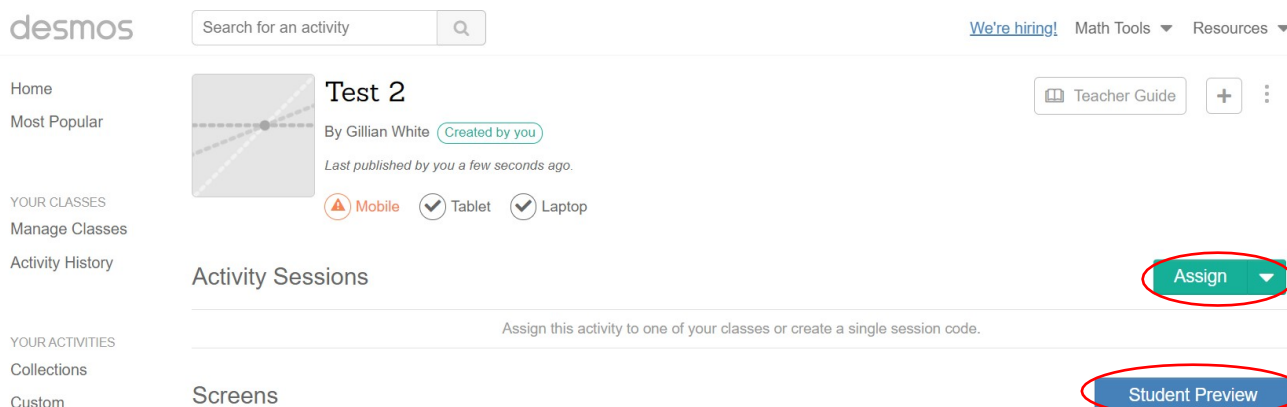 desmos
Search for an activity
We're hiring! Math Tools Resources
Home
Most Popular
YOUR CLASSES
Manage Classes
Activity History
YOUR ACTIVITIES
Collections
Custom
Test 2
Teacher Guide
By Gillian White Created by you
Last published by you a few seconds ago.
Mobile Tablet Laptop
Activity Sessions
Assign
Assign this activity to one of your classes or create a single session code.
Screens
Student Preview